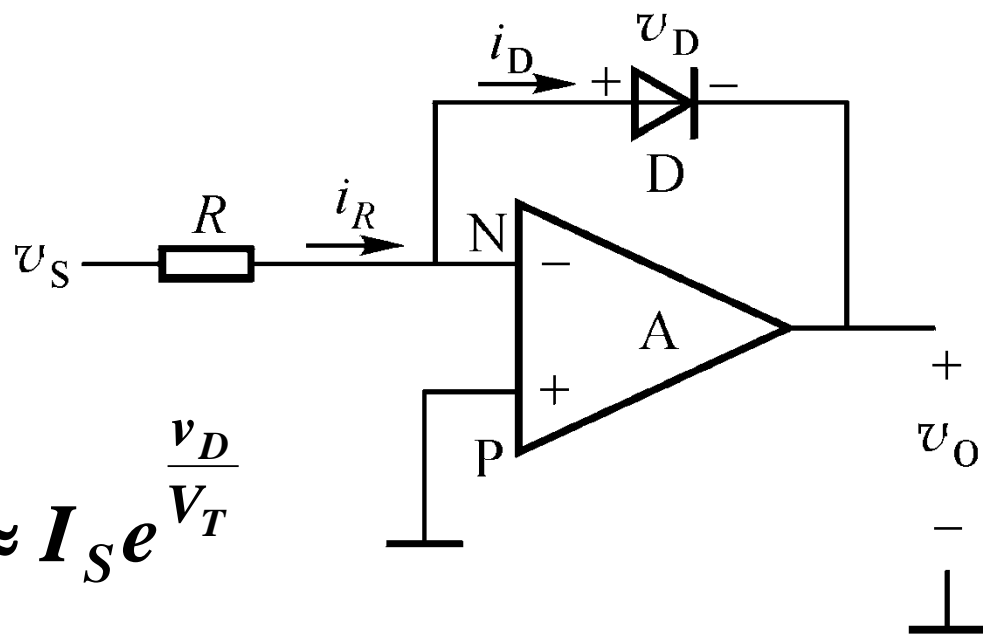 v_D
i_D + −
D
R i_R N
v_S −
A
+ +
P v_O
≈ I_S e^{v_D/V_T} −